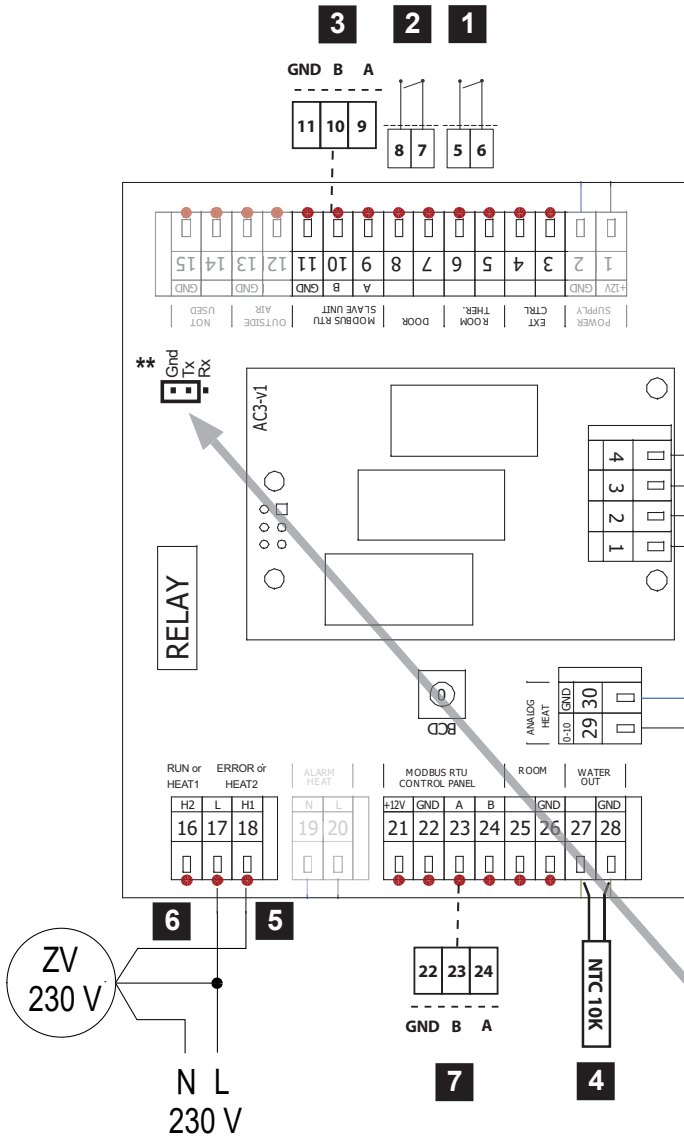 3 2 1
GND B A
11 10 9
8 7
5 6
15 14 13 12 11 10 9 8 7 6 5 4 3 2 1
GND GND GND B A GND +12V
NOT USED
OUTSIDE AIR
MODBUS RTU SLAVE UNIT
DOOR
ROOM THER.
EXT CTRL
POWER SUPPLY
**
Gnd
Tx
Rx
AC3-v1
4
3
2
1
RELAY
0
BCD
ANALOG HEAT
GND 30
0-10 29
RUN or HEAT1
ERROR or HEAT2
ALARM HEAT
MODBUS RTU CONTROL PANEL
ROOM
WATER OUT
H2 L H1 N L +12V GND A B GND GND
16 17 18 19 20 21 22 23 24 25 26 27 28
6 5
ZV
230 V
22 23 24
GND B A
NTC 10K
N L
230 V
7
4